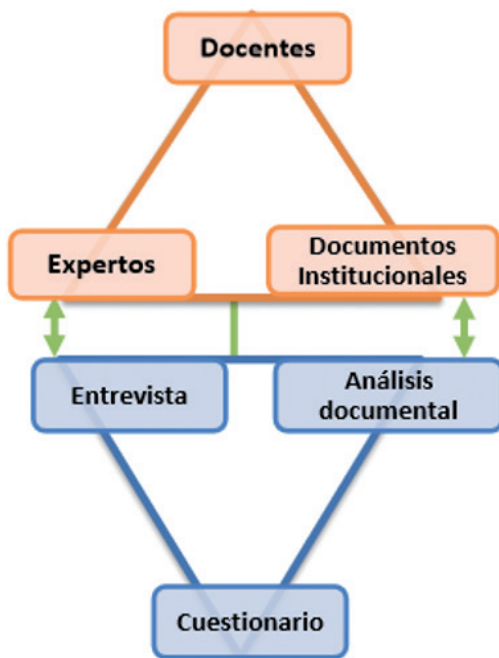 Docentes
Expertos
Documentos
Institucionales
Entrevista
Análisis
documental
Cuestionario